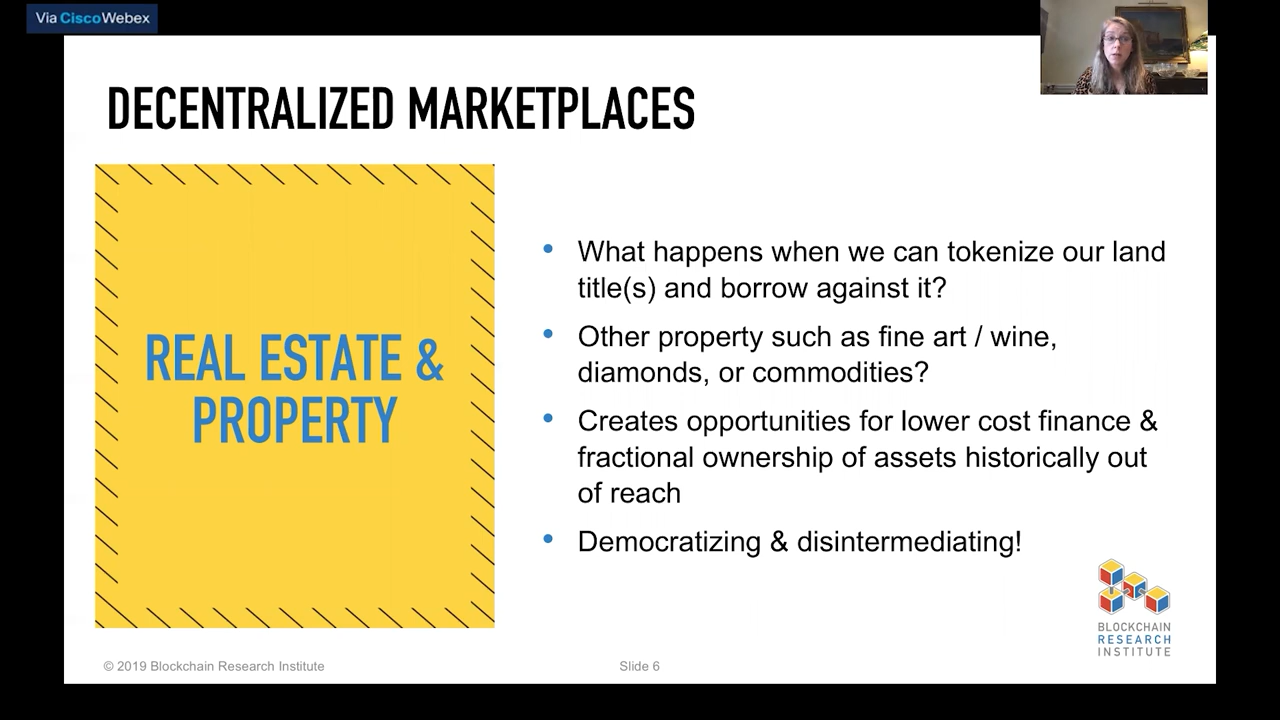 Via Cisco Webex
DECENTRALIZED MARKETPLACES
REAL ESTATE &
PROPERTY
• What happens when we can tokenize our land
title(s) and borrow against it?
• Other property such as fine art / wine,
diamonds, or commodities?
• Creates opportunities for lower cost finance &
fractional ownership of assets historically out
of reach
• Democratizing & disintermediating!
BLOCKCHAIN
RESEARCH
INSTITUTE
© 2019 Blockchain Research Institute
Slide 6